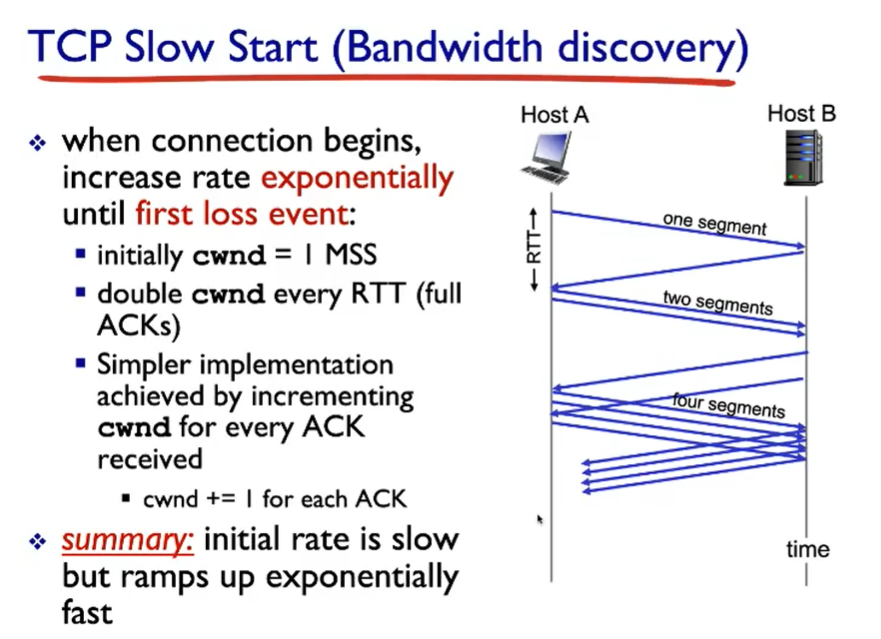 TCP Slow Start (Bandwidth discovery)
when connection begins,
increase rate exponentially
until first loss event:
initially cwnd = 1 MSS
double cwnd every RTT (full
ACKs)
Simpler implementation
achieved by incrementing
cwnd for every ACK
received
cwnd += 1 for each ACK
summary: initial rate is slow
but ramps up exponentially
fast
Host A
Host B
RTT
one segment
two segments
four segments
time